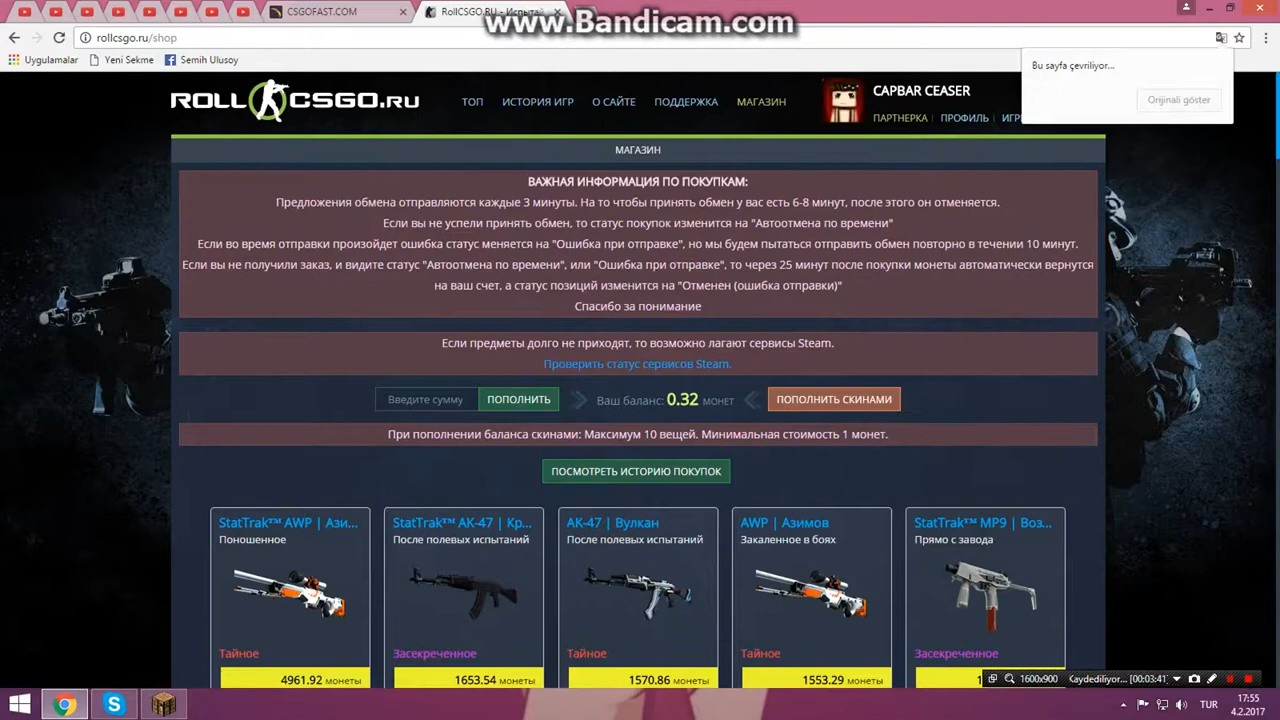 www.Bandicam.com
CSGOFAST.COM
RollCSGO.RU - Испытай
rollcsgo.ru/shop
Uygulamalar
Yeni Sekme
Semih Ulusoy
Bu sayfa çevriliyor...
Orijinali göster
ROLL CSGO.RU
ТОП ИСТОРИЯ ИГР О САЙТЕ ПОДДЕРЖКА МАГАЗИН
CAPBAR CEASER
ПАРТНЕРКА ПРОФИЛЬ
МАГАЗИН
ВАЖНАЯ ИНФОРМАЦИЯ ПО ПОКУПКАМ:
Предложения обмена отправляются каждые 3 минуты. На то чтобы принять обмен у вас есть 6-8 минут, после этого он отменяется.
Если вы не успели принять обмен, то статус покупок изменится на "Автоотмена по времени"
Если во время отправки произойдет ошибка статус меняется на "Ошибка при отправке", но мы будем пытаться отправить обмен повторно в течении 10 минут.
Если вы не получили заказ, и видите статус "Автоотмена по времени", или "Ошибка при отправке", то через 25 минут после покупки монеты автоматически вернутся
на ваш счет, а статус позиций изменится на "Отменен (ошибка отправки)"
Спасибо за понимание
Если предметы долго не приходят, то возможно лагают сервисы Steam.
Проверить статус сервисов Steam.
Введите сумму ПОПОЛНИТЬ Ваш баланс: 0.32 МОНЕТ ПОПОЛНИТЬ СКИНАМИ
При пополнении баланса скинами: Максимум 10 вещей. Минимальная стоимость 1 монет.
ПОСМОТРЕТЬ ИСТОРИЮ ПОКУПОК
StatTrak™ AWP | Ази...
Поношенное
Тайное
4961.92 монеты
StatTrak™ AK-47 | Кр...
После полевых испытаний
Засекреченное
1653.54 монеты
AK-47 | Вулкан
После полевых испытаний
Тайное
1570.86 монеты
AWP | Азимов
Закаленное в боях
Тайное
1553.29 монеты
StatTrak™ MP9 | Воз...
Прямо с завода
Засекреченное
1600x900 Kaydediliyor... [00:03:41]
TUR
17:55
4.2.2017